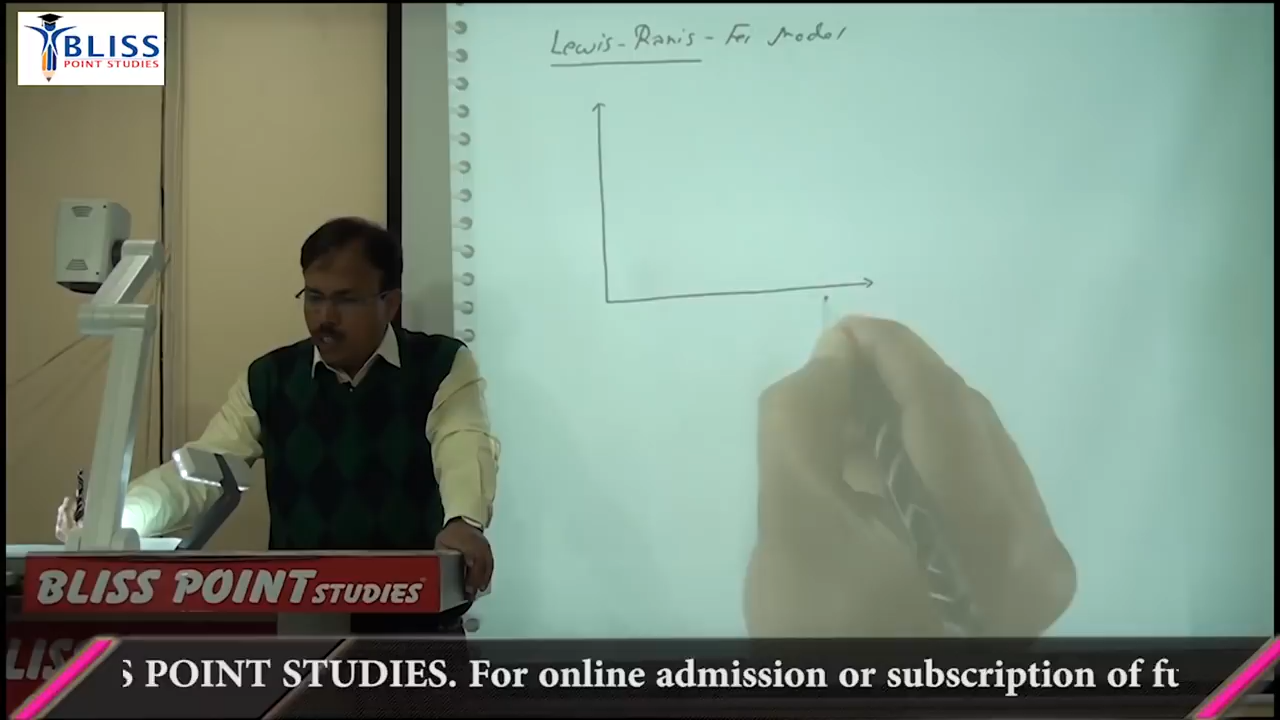 BLISS
POINT STUDIES
Lewis-Ranis-Fei Model
BLISS POINT STUDIES
S POINT STUDIES. For online admission or subscription of fu